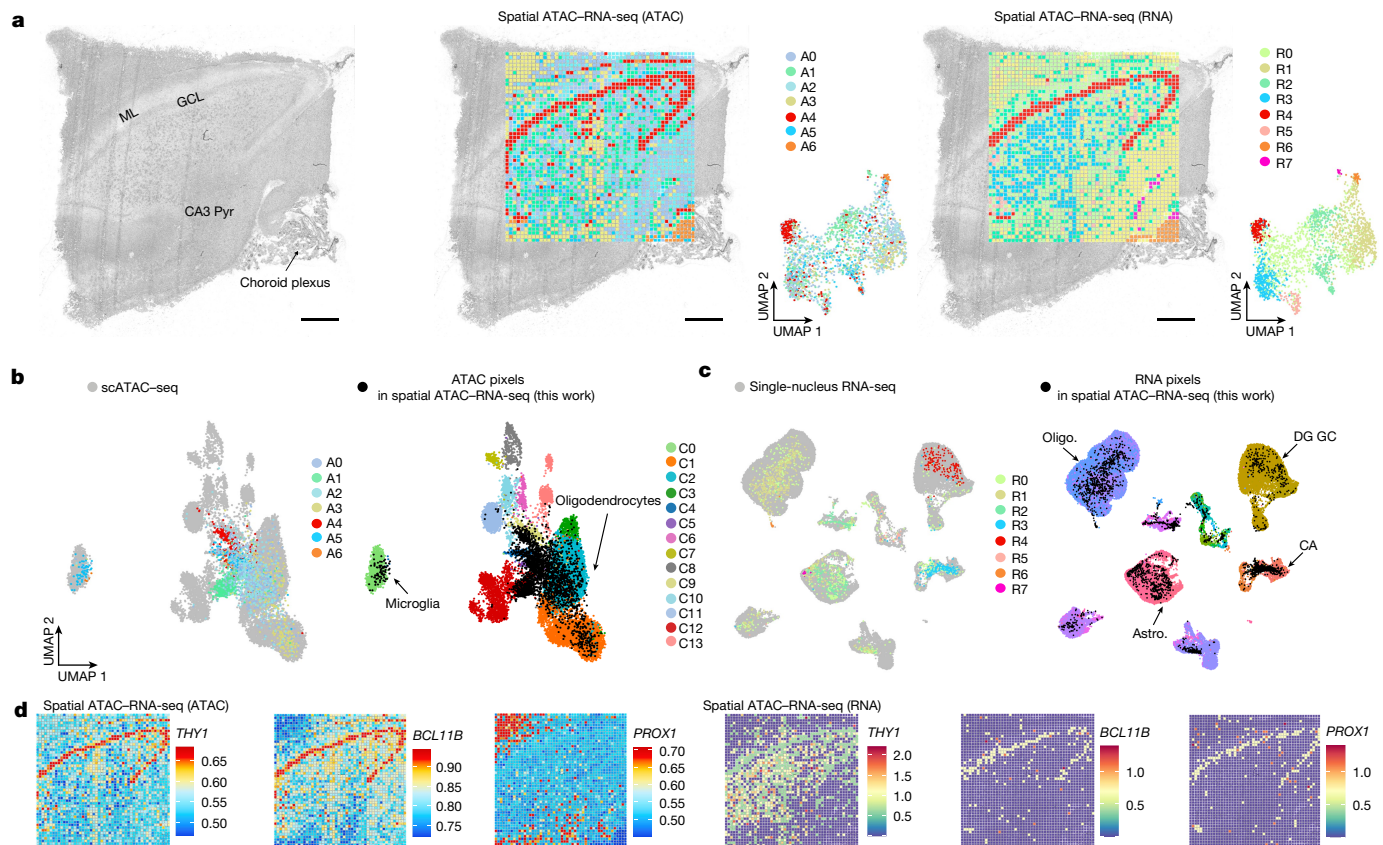 a
Spatial ATAC–RNA-seq (ATAC)
Spatial ATAC–RNA-seq (RNA)
ML
GCL
CA3 Pyr
Choroid plexus
A0
A1
A2
A3
A4
A5
A6
UMAP 2
UMAP 1
R0
R1
R2
R3
R4
R5
R6
R7
UMAP 2
UMAP 1
b
scATAC–seq
ATAC pixels
in spatial ATAC–RNA-seq (this work)
A0
A1
A2
A3
A4
A5
A6
UMAP 2
UMAP 1
Oligodendrocytes
Microglia
C0
C1
C2
C3
C4
C5
C6
C7
C8
C9
C10
C11
C12
C13
c
Single-nucleus RNA-seq
RNA pixels
in spatial ATAC–RNA-seq (this work)
R0
R1
R2
R3
R4
R5
R6
R7
Oligo.
DG GC
CA
Astro.
d
Spatial ATAC–RNA-seq (ATAC)
THY1
0.65
0.60
0.55
0.50
BCL11B
0.90
0.85
0.80
0.75
PROX1
0.70
0.65
0.60
0.55
0.50
Spatial ATAC–RNA-seq (RNA)
THY1
2.0
1.5
1.0
0.5
BCL11B
1.0
0.5
PROX1
1.0
0.5